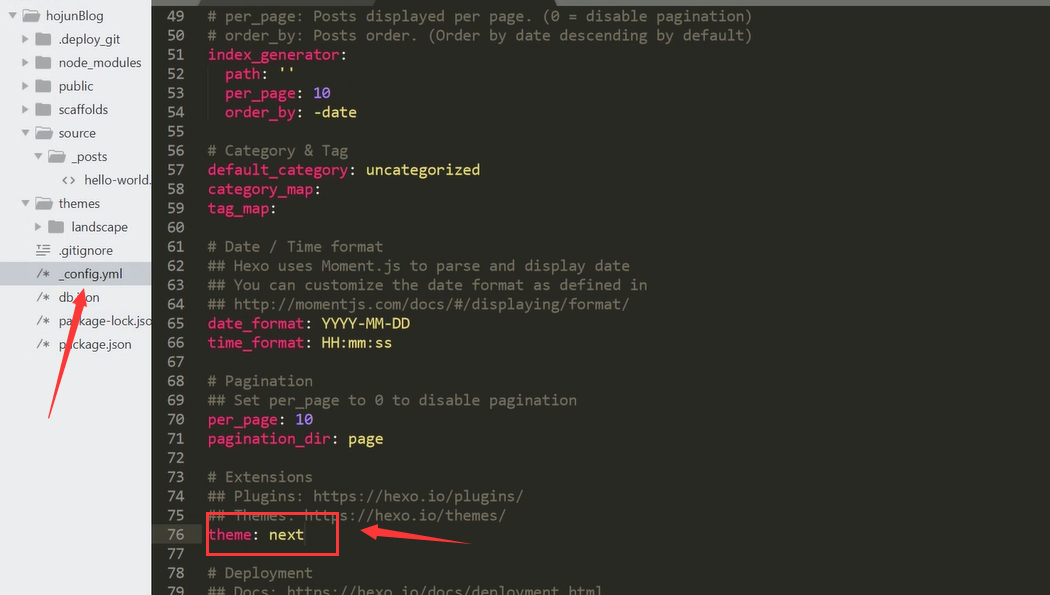 hojunBlog
.deploy_git
node_modules
public
scaffolds
source
_posts
hello-world.
themes
landscape
.gitignore
/* _config.yml
/* db.json
/* package-lock.jso
/* package.json
49 # per_page: Posts displayed per page. (0 = disable pagination)
50 # order_by: Posts order. (Order by date descending by default)
51 index_generator:
52 path: ''
53 per_page: 10
54 order_by: -date
55
56 # Category & Tag
57 default_category: uncategorized
58 category_map:
59 tag_map:
60
61 # Date / Time format
62 ## Hexo uses Moment.js to parse and display date
63 ## You can customize the date format as defined in
64 ## http://momentjs.com/docs/#/displaying/format/
65 date_format: YYYY-MM-DD
66 time_format: HH:mm:ss
67
68 # Pagination
69 ## Set per_page to 0 to disable pagination
70 per_page: 10
71 pagination_dir: page
72
73 # Extensions
74 ## Plugins: https://hexo.io/plugins/
75 ## Themes: https://hexo.io/themes/
76 theme: next
77
78 # Deployment
79 ## Docs: https://hexo.io/docs/deployment.html